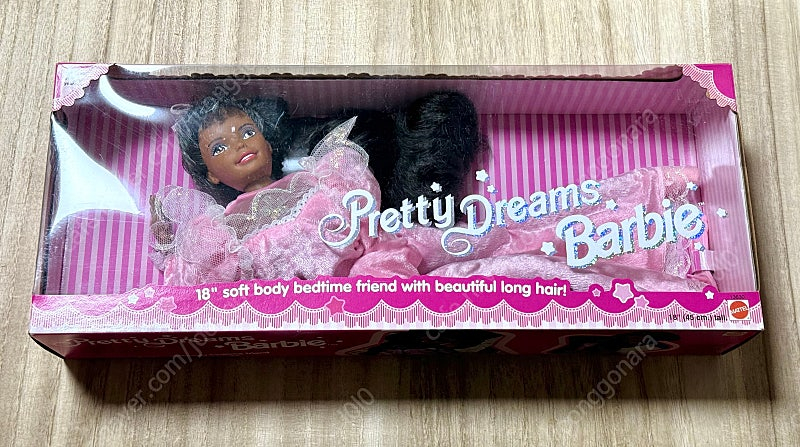 Pretty Dreams
Barbie
18" soft body bedtime friend with beautiful long hair!
18" (45 cm.) tall.
MATTEL
Pretty Dreams
Barbie